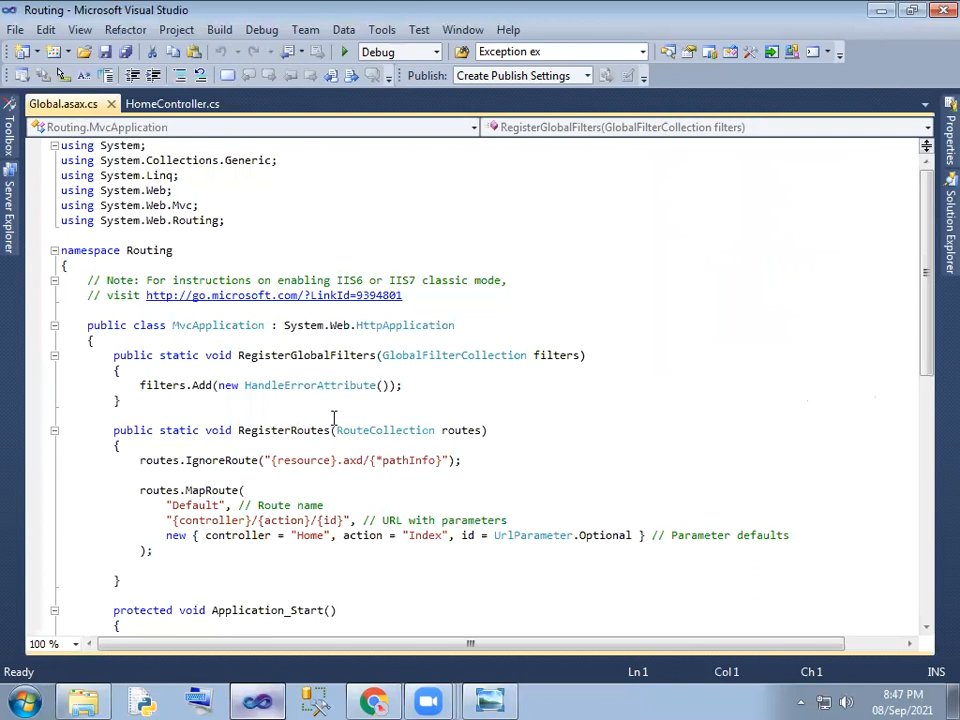 Routing - Microsoft Visual Studio
File Edit View Refactor Project Build Debug Team Data Tools Test Window Help
Debug Exception ex
Publish: Create Publish Settings
Global.asax.cs HomeController.cs
Routing.MvcApplication RegisterGlobalFilters(GlobalFilterCollection filters)
Toolbox
Server Explorer
Properties
Solution Explorer
using System;
using System.Collections.Generic;
using System.Linq;
using System.Web;
using System.Web.Mvc;
using System.Web.Routing;
namespace Routing
{
// Note: For instructions on enabling IIS6 or IIS7 classic mode,
// visit http://go.microsoft.com/?LinkId=9394801
public class MvcApplication : System.Web.HttpApplication
{
public static void RegisterGlobalFilters(GlobalFilterCollection filters)
{
filters.Add(new HandleErrorAttribute());
}
public static void RegisterRoutes(RouteCollection routes)
{
routes.IgnoreRoute("{resource}.axd/{*pathInfo}");
routes.MapRoute(
"Default", // Route name
"{controller}/{action}/{id}", // URL with parameters
new { controller = "Home", action = "Index", id = UrlParameter.Optional } // Parameter defaults
);
}
protected void Application_Start()
{
100 %
Ready Ln 1 Ch 1 INS
8:47 PM
08/Sep/2021